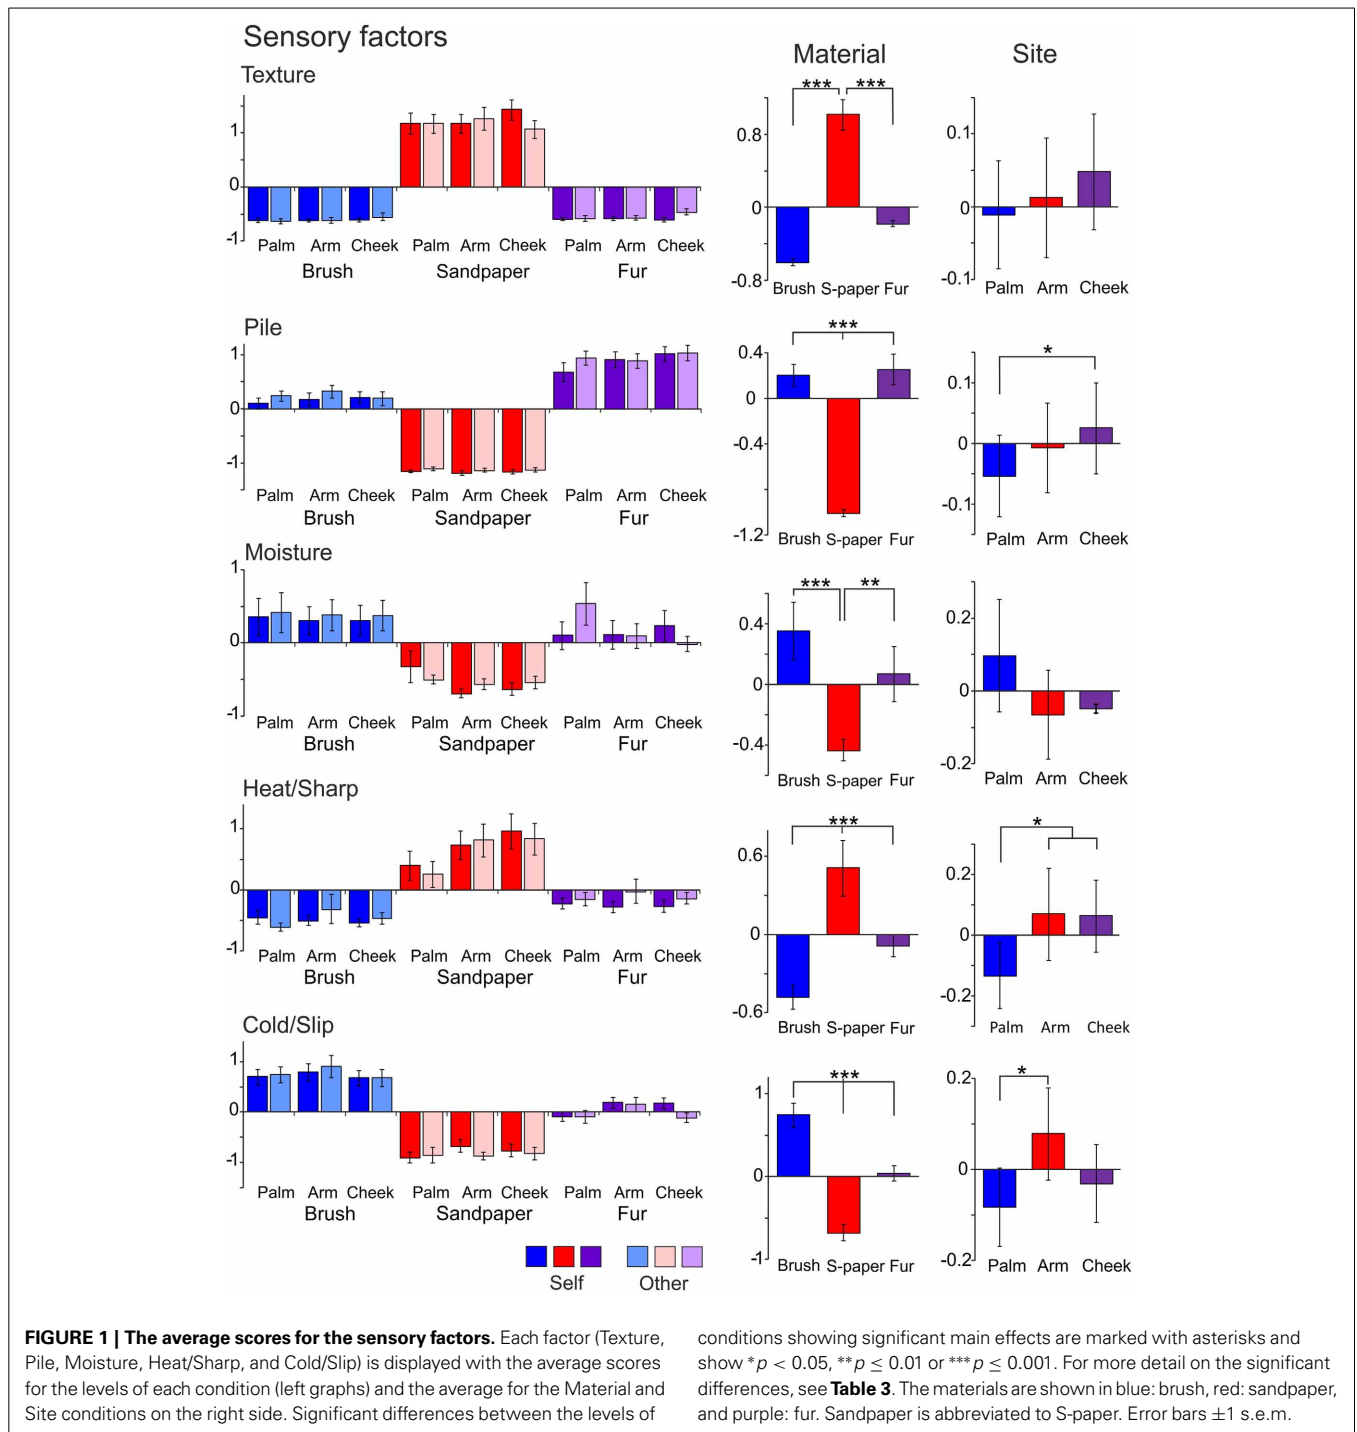 Sensory factors
Material
Site
Texture
*** ***
1
0
-1
Palm Arm Cheek Palm Arm Cheek Palm Arm Cheek
Brush Sandpaper Fur
0.8
0
-0.8
Brush S-paper Fur
0.1
0
-0.1
Palm Arm Cheek
Pile
1
0
-1
Palm Arm Cheek Palm Arm Cheek Palm Arm Cheek
Brush Sandpaper Fur
***
0.4
0
-0.4
-1.2
Brush S-paper Fur
*
0.1
0
-0.1
Palm Arm Cheek
Moisture
1
0
-1
Palm Arm Cheek Palm Arm Cheek Palm Arm Cheek
Brush Sandpaper Fur
*** **
0.4
0
-0.4
Brush S-paper Fur
0.2
0
-0.2
Palm Arm Cheek
Heat/Sharp
1
0
-1
Palm Arm Cheek Palm Arm Cheek Palm Arm Cheek
Brush Sandpaper Fur
***
0.6
0
-0.6
Brush S-paper Fur
*
0.2
0
-0.2
Palm Arm Cheek
Cold/Slip
1
0
-1
Palm Arm Cheek Palm Arm Cheek Palm Arm Cheek
Brush Sandpaper Fur
***
1
0
-1
Brush S-paper Fur
*
0.2
0
-0.2
Palm Arm Cheek
Self Other
FIGURE 1 | The average scores for the sensory factors. Each factor (Texture,
Pile, Moisture, Heat/Sharp, and Cold/Slip) is displayed with the average scores
for the levels of each condition (left graphs) and the average for the Material and
Site conditions on the right side. Significant differences between the levels of
conditions showing significant main effects are marked with asterisks and
show *p < 0.05, **p ≤ 0.01 or ***p ≤ 0.001. For more detail on the significant
differences, see Table 3. The materials are shown in blue: brush, red: sandpaper,
and purple: fur. Sandpaper is abbreviated to S-paper. Error bars ±1 s.e.m.